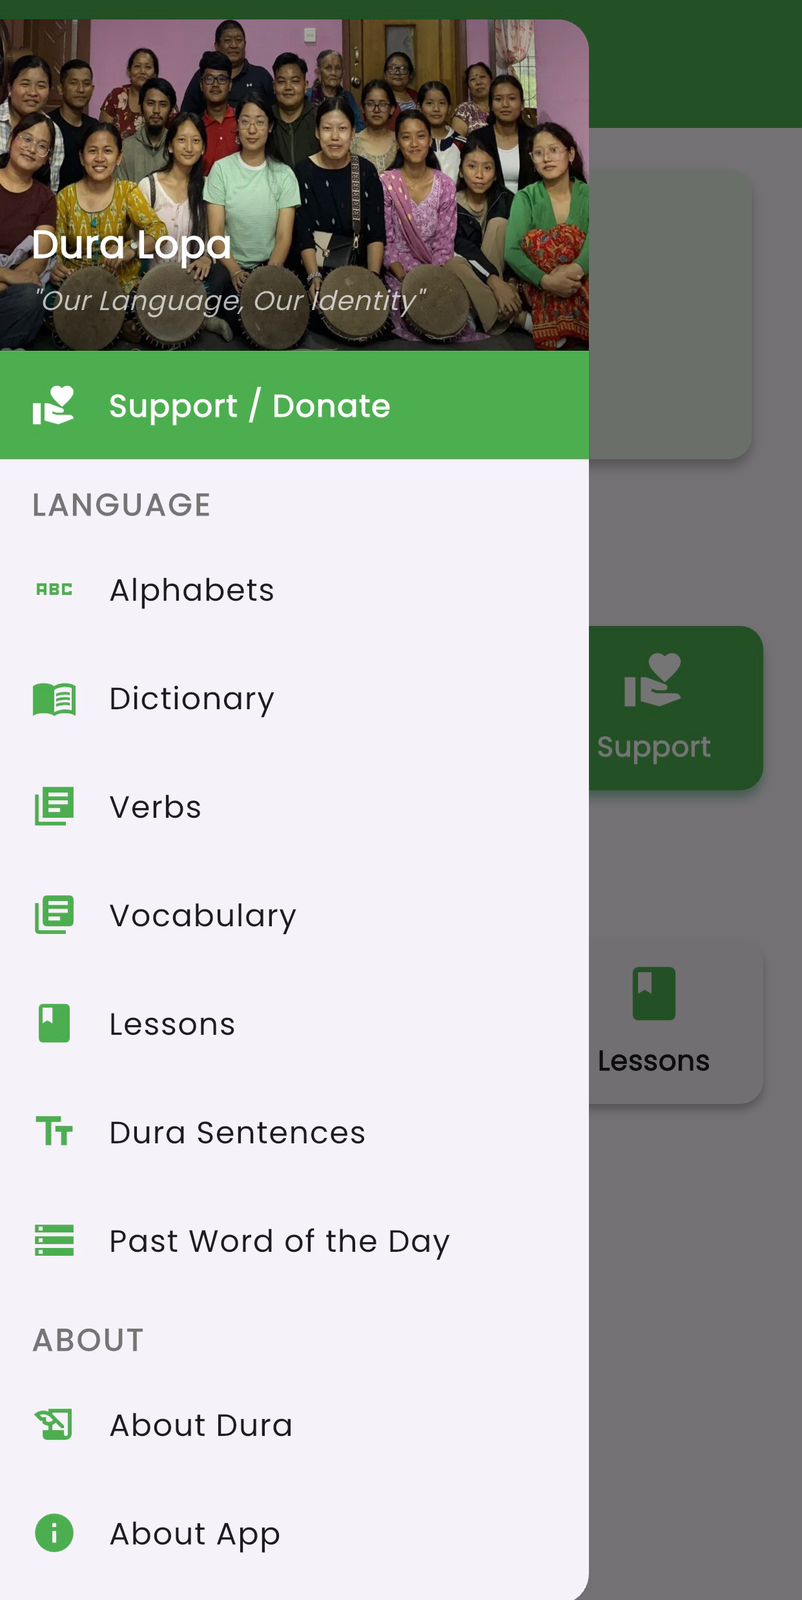 Dura Lopa
"Our Language, Our Identity"
Support / Donate
LANGUAGE
ABC Alphabets
Dictionary
Verbs
Vocabulary
Lessons
Tт Dura Sentences
Past Word of the Day
ABOUT
About Dura
i About App
Support
Lessons